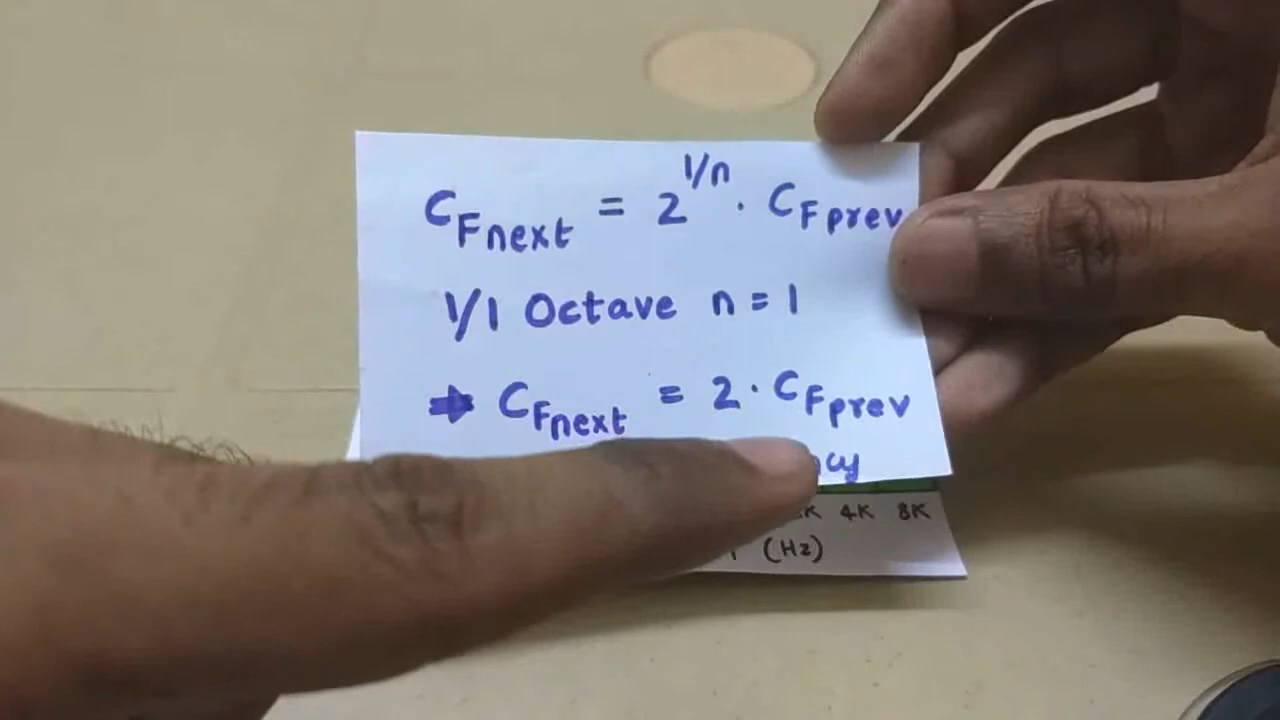 C_Fnext = 2^1/n · C_Fprev
1/1 Octave n = 1
➡ C_Fnext = 2 · C_Fprev
4K 8K
(Hz)